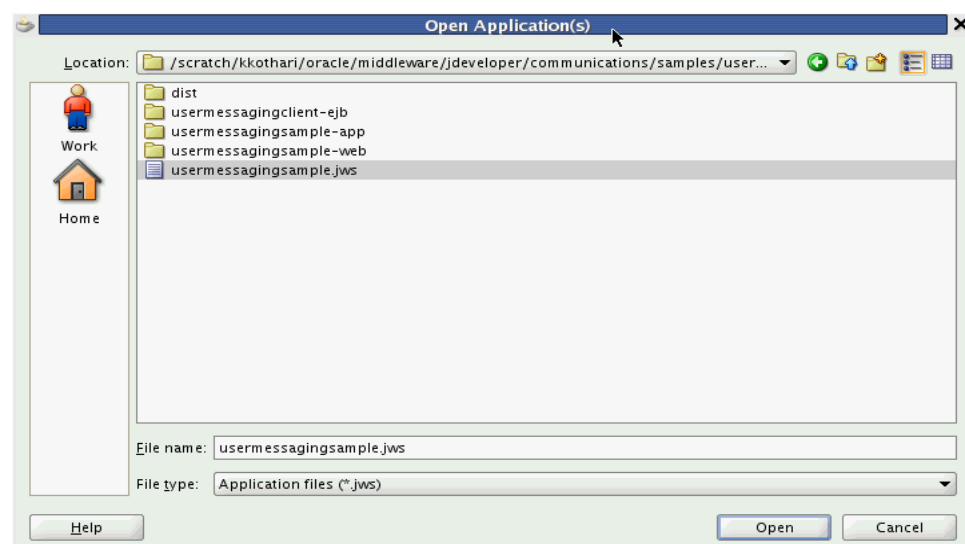 Open Application(s)
Location: /scratch/kkothari/oracle/middleware/jdeveloper/communications/samples/user...
Work
Home
dist
usermessagingclient-ejb
usermessagingsample-app
usermessagingsample-web
usermessagingsample.jws
File name: usermessagingsample.jws
File type: Application files (*.jws)
Help Open Cancel